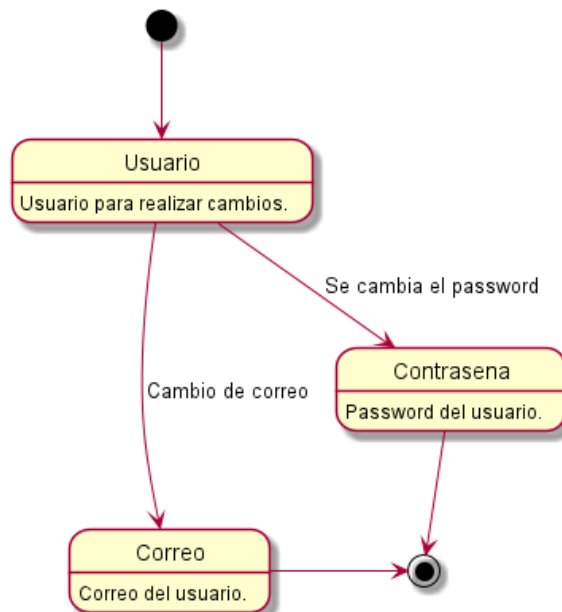 Usuario
Usuario para realizar cambios.
Se cambia el password
Contrasena
Password del usuario.
Cambio de correo
Correo
Correo del usuario.